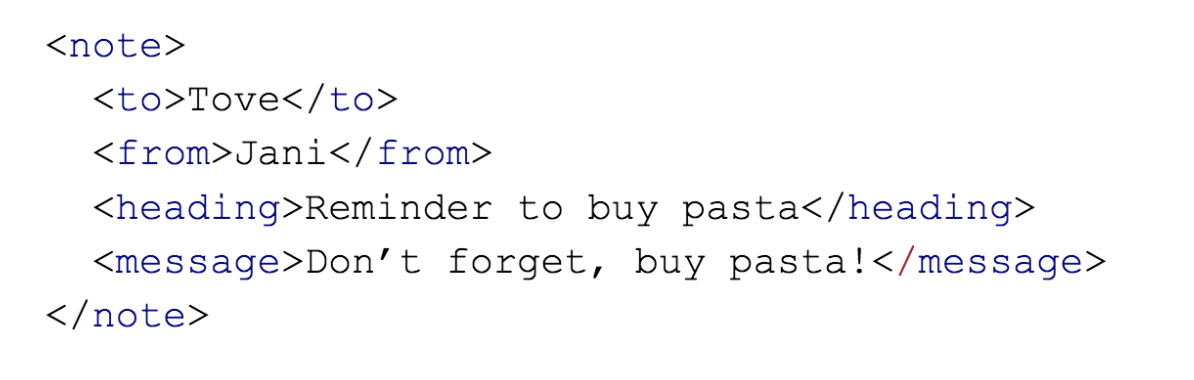 <note>
<to>Tove</to>
<from>Jani</from>
<heading>Reminder to buy pasta</heading>
<message>Don’t forget, buy pasta!</message>
</note>